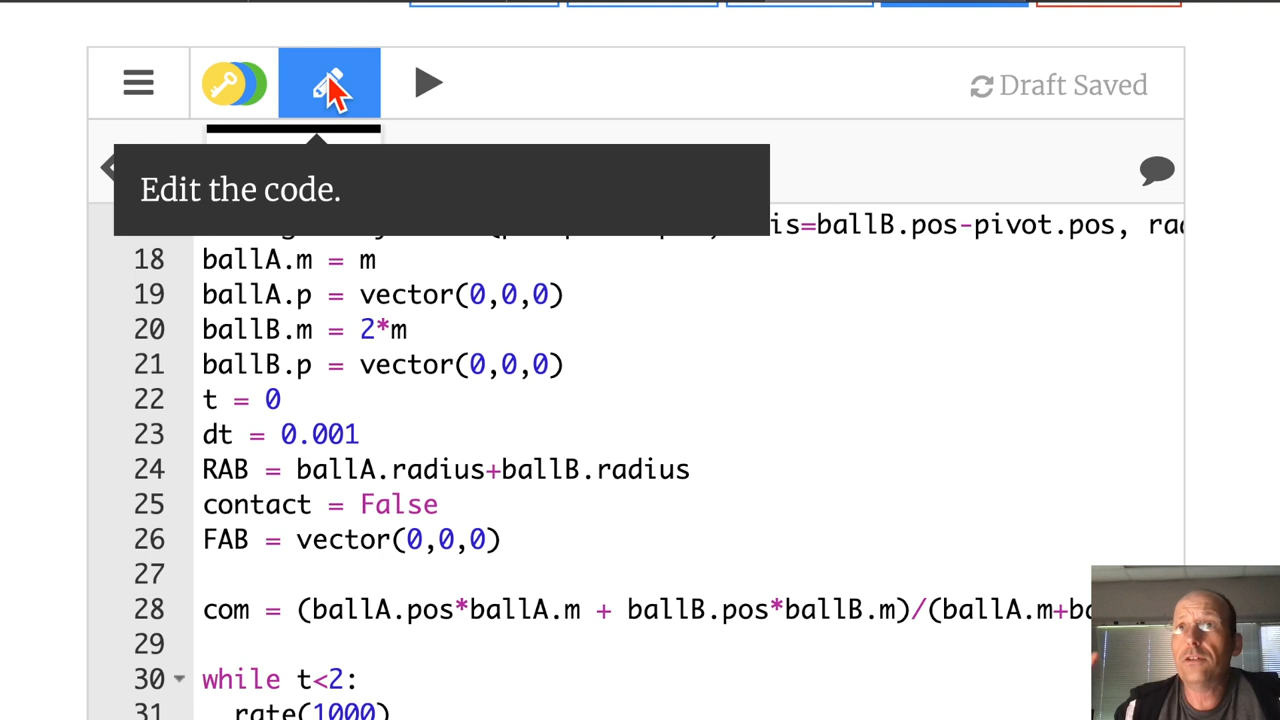 Draft Saved
Edit the code.
is=ballB.pos-pivot.pos,
18 ballA.m = m
19 ballA.p = vector(0,0,0)
20 ballB.m = 2*m
21 ballB.p = vector(0,0,0)
22 t = 0
23 dt = 0.001
24 RAB = ballA.radius+ballB.radius
25 contact = False
26 FAB = vector(0,0,0)
27
28 com = (ballA.pos*ballA.m + ballB.pos*ballB.m)/(ballA.m+b
29
30 while t<2:
31 rate(1000)